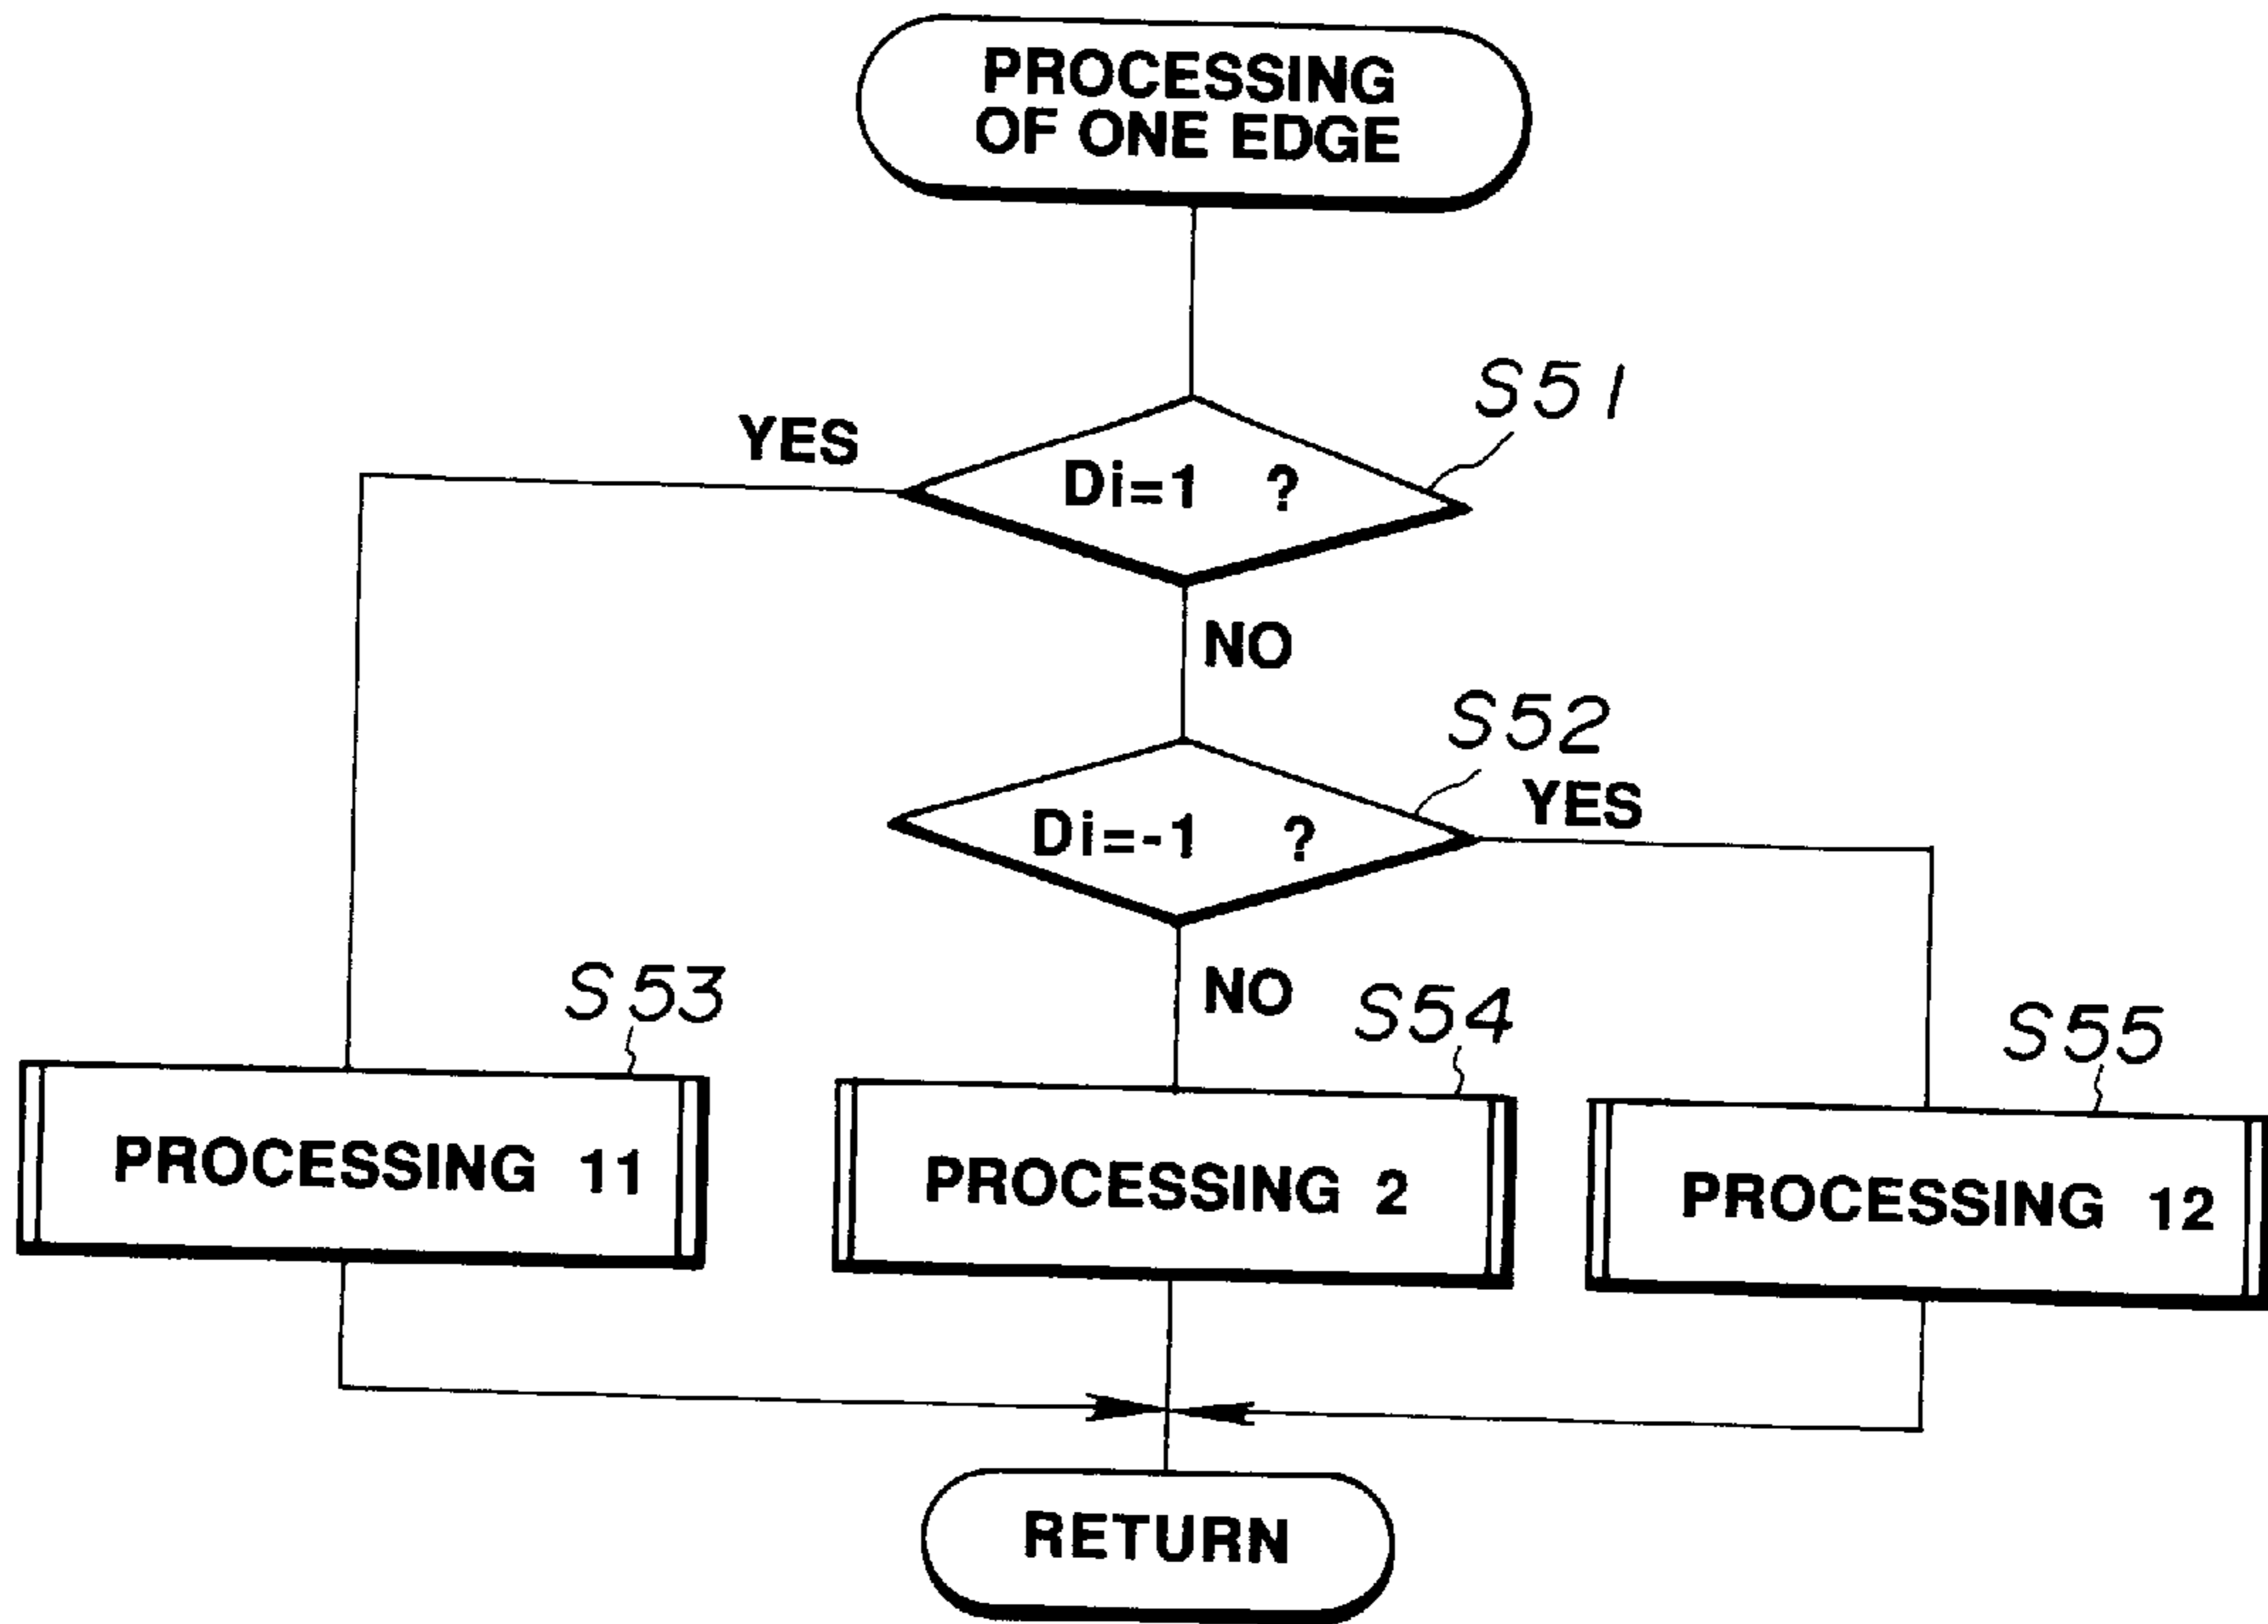 PROCESSING
OF ONE EDGE
S51
YES
Di=1 ?
NO
S52
YES
Di=-1 ?
NO
S53
S54
S55
PROCESSING 11
PROCESSING 2
PROCESSING 12
RETURN